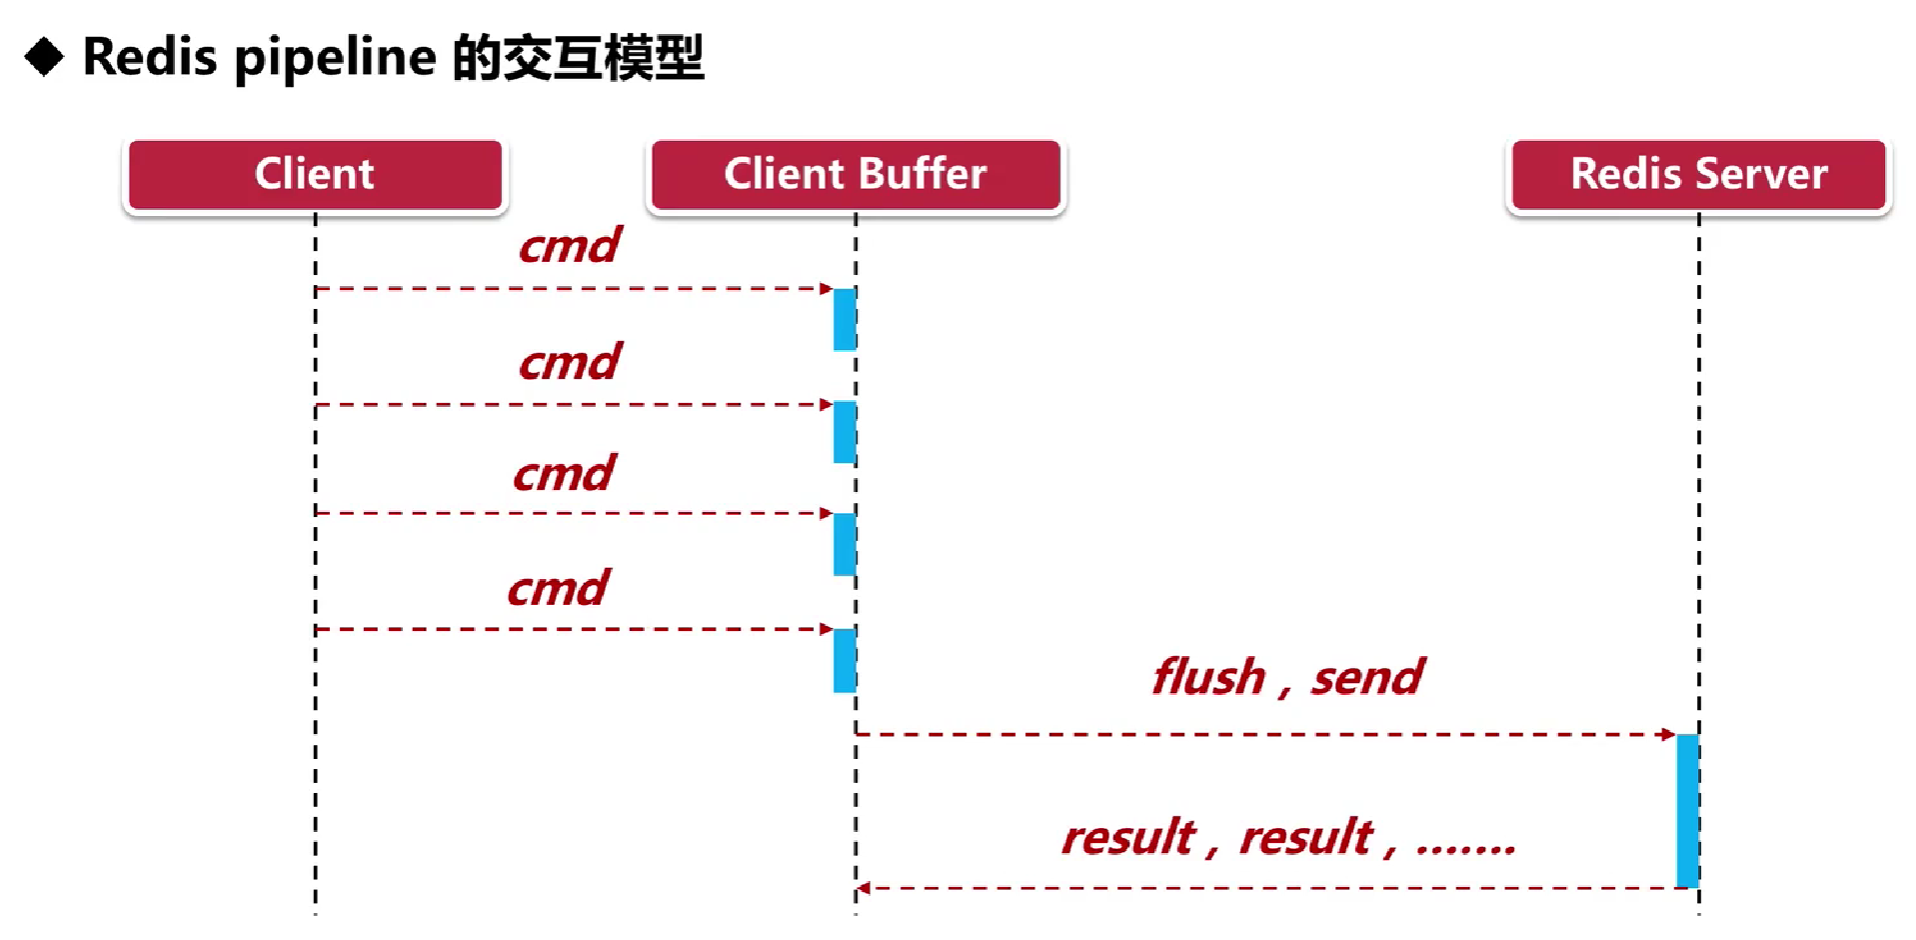 ◆ Redis pipeline 的交互模型
Client
Client Buffer
Redis Server
cmd
cmd
cmd
cmd
flush , send
result , result , .......